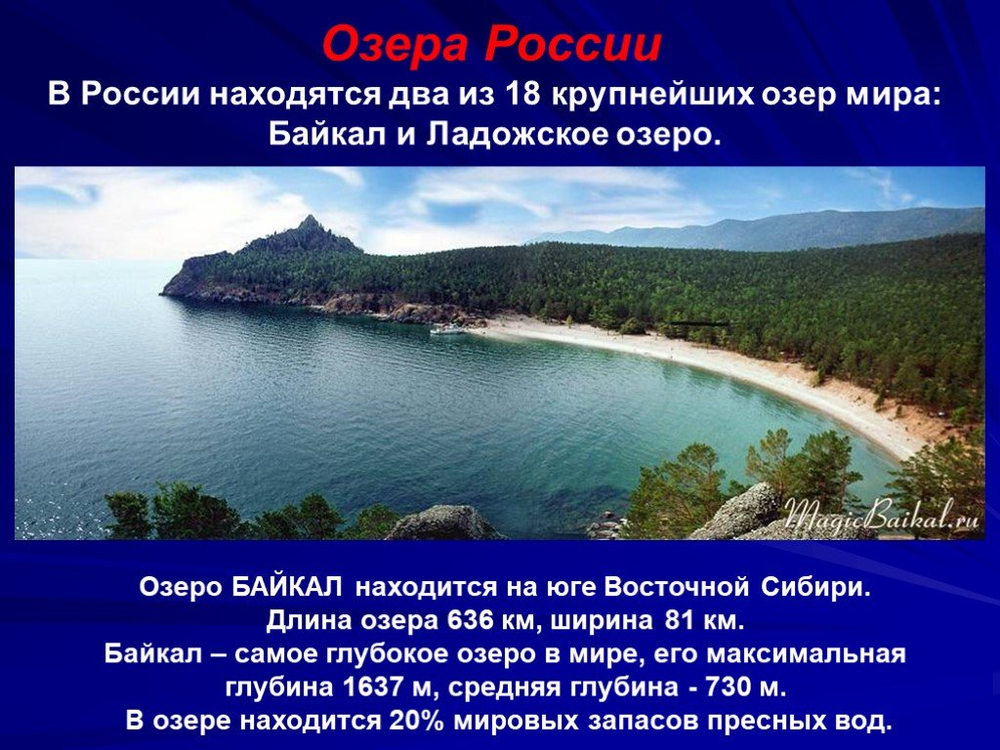 Озера России
В России находятся два из 18 крупнейших озер мира:
Байкал и Ладожское озеро.
MagicBaikal.ru
Озеро БАЙКАЛ находится на юге Восточной Сибири.
Длина озера 636 км, ширина 81 км.
Байкал – самое глубокое озеро в мире, его максимальная
глубина 1637 м, средняя глубина - 730 м.
В озере находится 20% мировых запасов пресных вод.